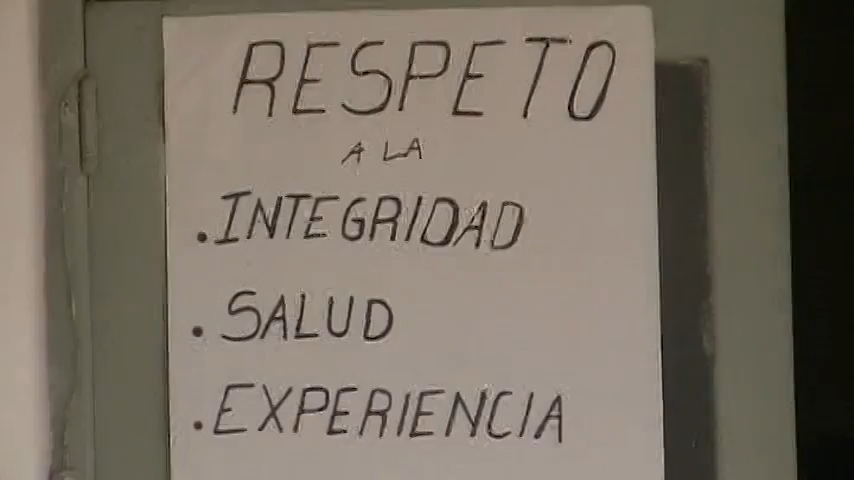 RESPETO
A LA
.INTEGRIDAD
.SALUD
.EXPERIENCIA